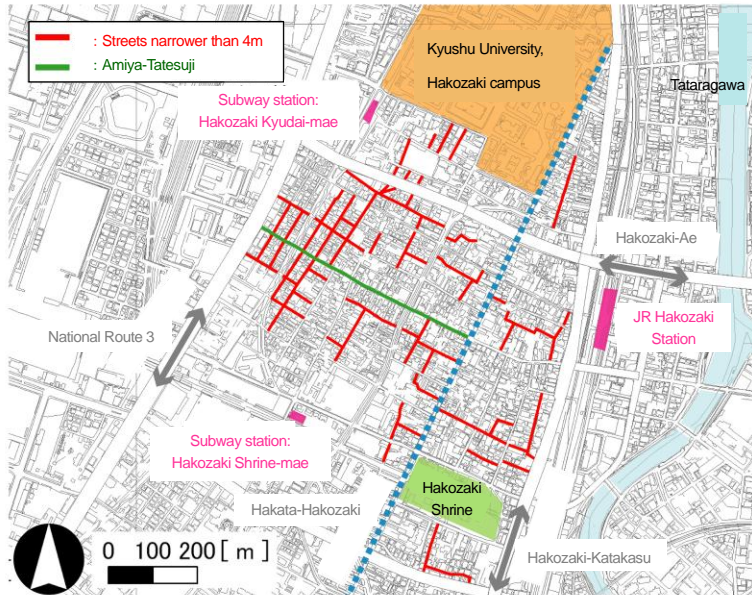 : Streets narrower than 4m
: Amiya-Tatesuji
Kyushu University,
Hakozaki campus
Tataragawa
Subway station:
Hakozaki Kyudai-mae
Hakozaki-Ae
JR Hakozaki
Station
National Route 3
Subway station:
Hakozaki Shrine-mae
Hakozaki
Shrine
Hakata-Hakozaki
Hakozaki-Katakasu
0 100 200 [ m ]